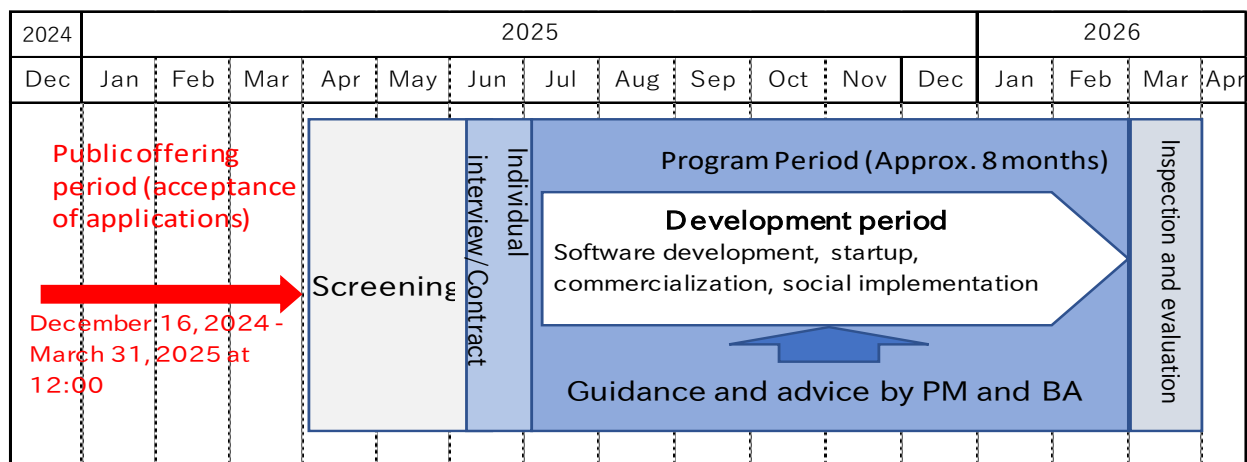 2024 2025 2026
Dec Jan Feb Mar Apr May Jun Jul Aug Sep Oct Nov Dec Jan Feb Mar Apr
Public offering
period (acceptance
of applications)
December 16, 2024 -
March 31, 2025 at
12:00
Screening
Individual
interview/Contract
Program Period (Approx. 8 months)
Development period
Software development, startup,
commercialization, social implementation
Guidance and advice by PM and BA
Inspection and evaluation